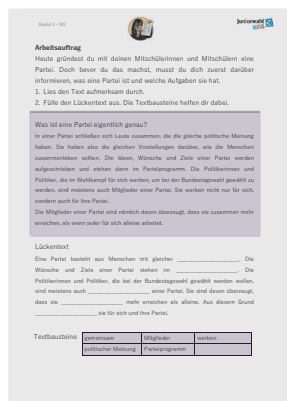 Modul 1 – M2
Juniorwahl
KIDS
Arbeitsauftrag
Heute gründest du mit deinen Mitschülerinnen und Mitschülern eine
Partei. Doch bevor du das machst, musst du dich zuerst darüber
informieren, was eine Partei ist und welche Aufgaben sie hat.
1. Lies den Text aufmerksam durch.
2. Fülle den Lückentext aus. Die Textbausteine helfen dir dabei.
Was ist eine Partei eigentlich genau?
In einer Partei schließen sich Leute zusammen, die die gleiche politische Meinung
haben. Sie haben also die gleichen Vorstellungen darüber, wie die Menschen
zusammenleben sollten. Die Ideen, Wünsche und Ziele einer Partei werden
aufgeschrieben und stehen dann im Parteiprogramm. Die Politikerinnen und
Politiker, die im Wahlkampf für sich werben, um bei der Bundestagswahl gewählt zu
werden, sind meistens auch Mitglieder einer Partei. Sie werben nicht nur für sich,
sondern auch für ihre Partei.
Die Mitglieder einer Partei sind nämlich davon überzeugt, dass sie zusammen mehr
erreichen, als wenn jeder für sich alleine arbeitet.
Lückentext
Eine Partei besteht aus Menschen mit gleicher ____________________. Die
Wünsche und Ziele einer Partei stehen im ____________________. Die
Politikerinnen und Politiker, die bei der Bundestagswahl gewählt werden wollen,
sind meistens auch ____________________ einer Partei. Sie sind davon überzeugt,
dass sie ____________________ mehr erreichen als alleine. Aus diesem Grund
____________________ sie für sich und ihre Partei.
Textbausteine
gemeinsam Mitglieder werben
politischer Meinung Parteiprogramm